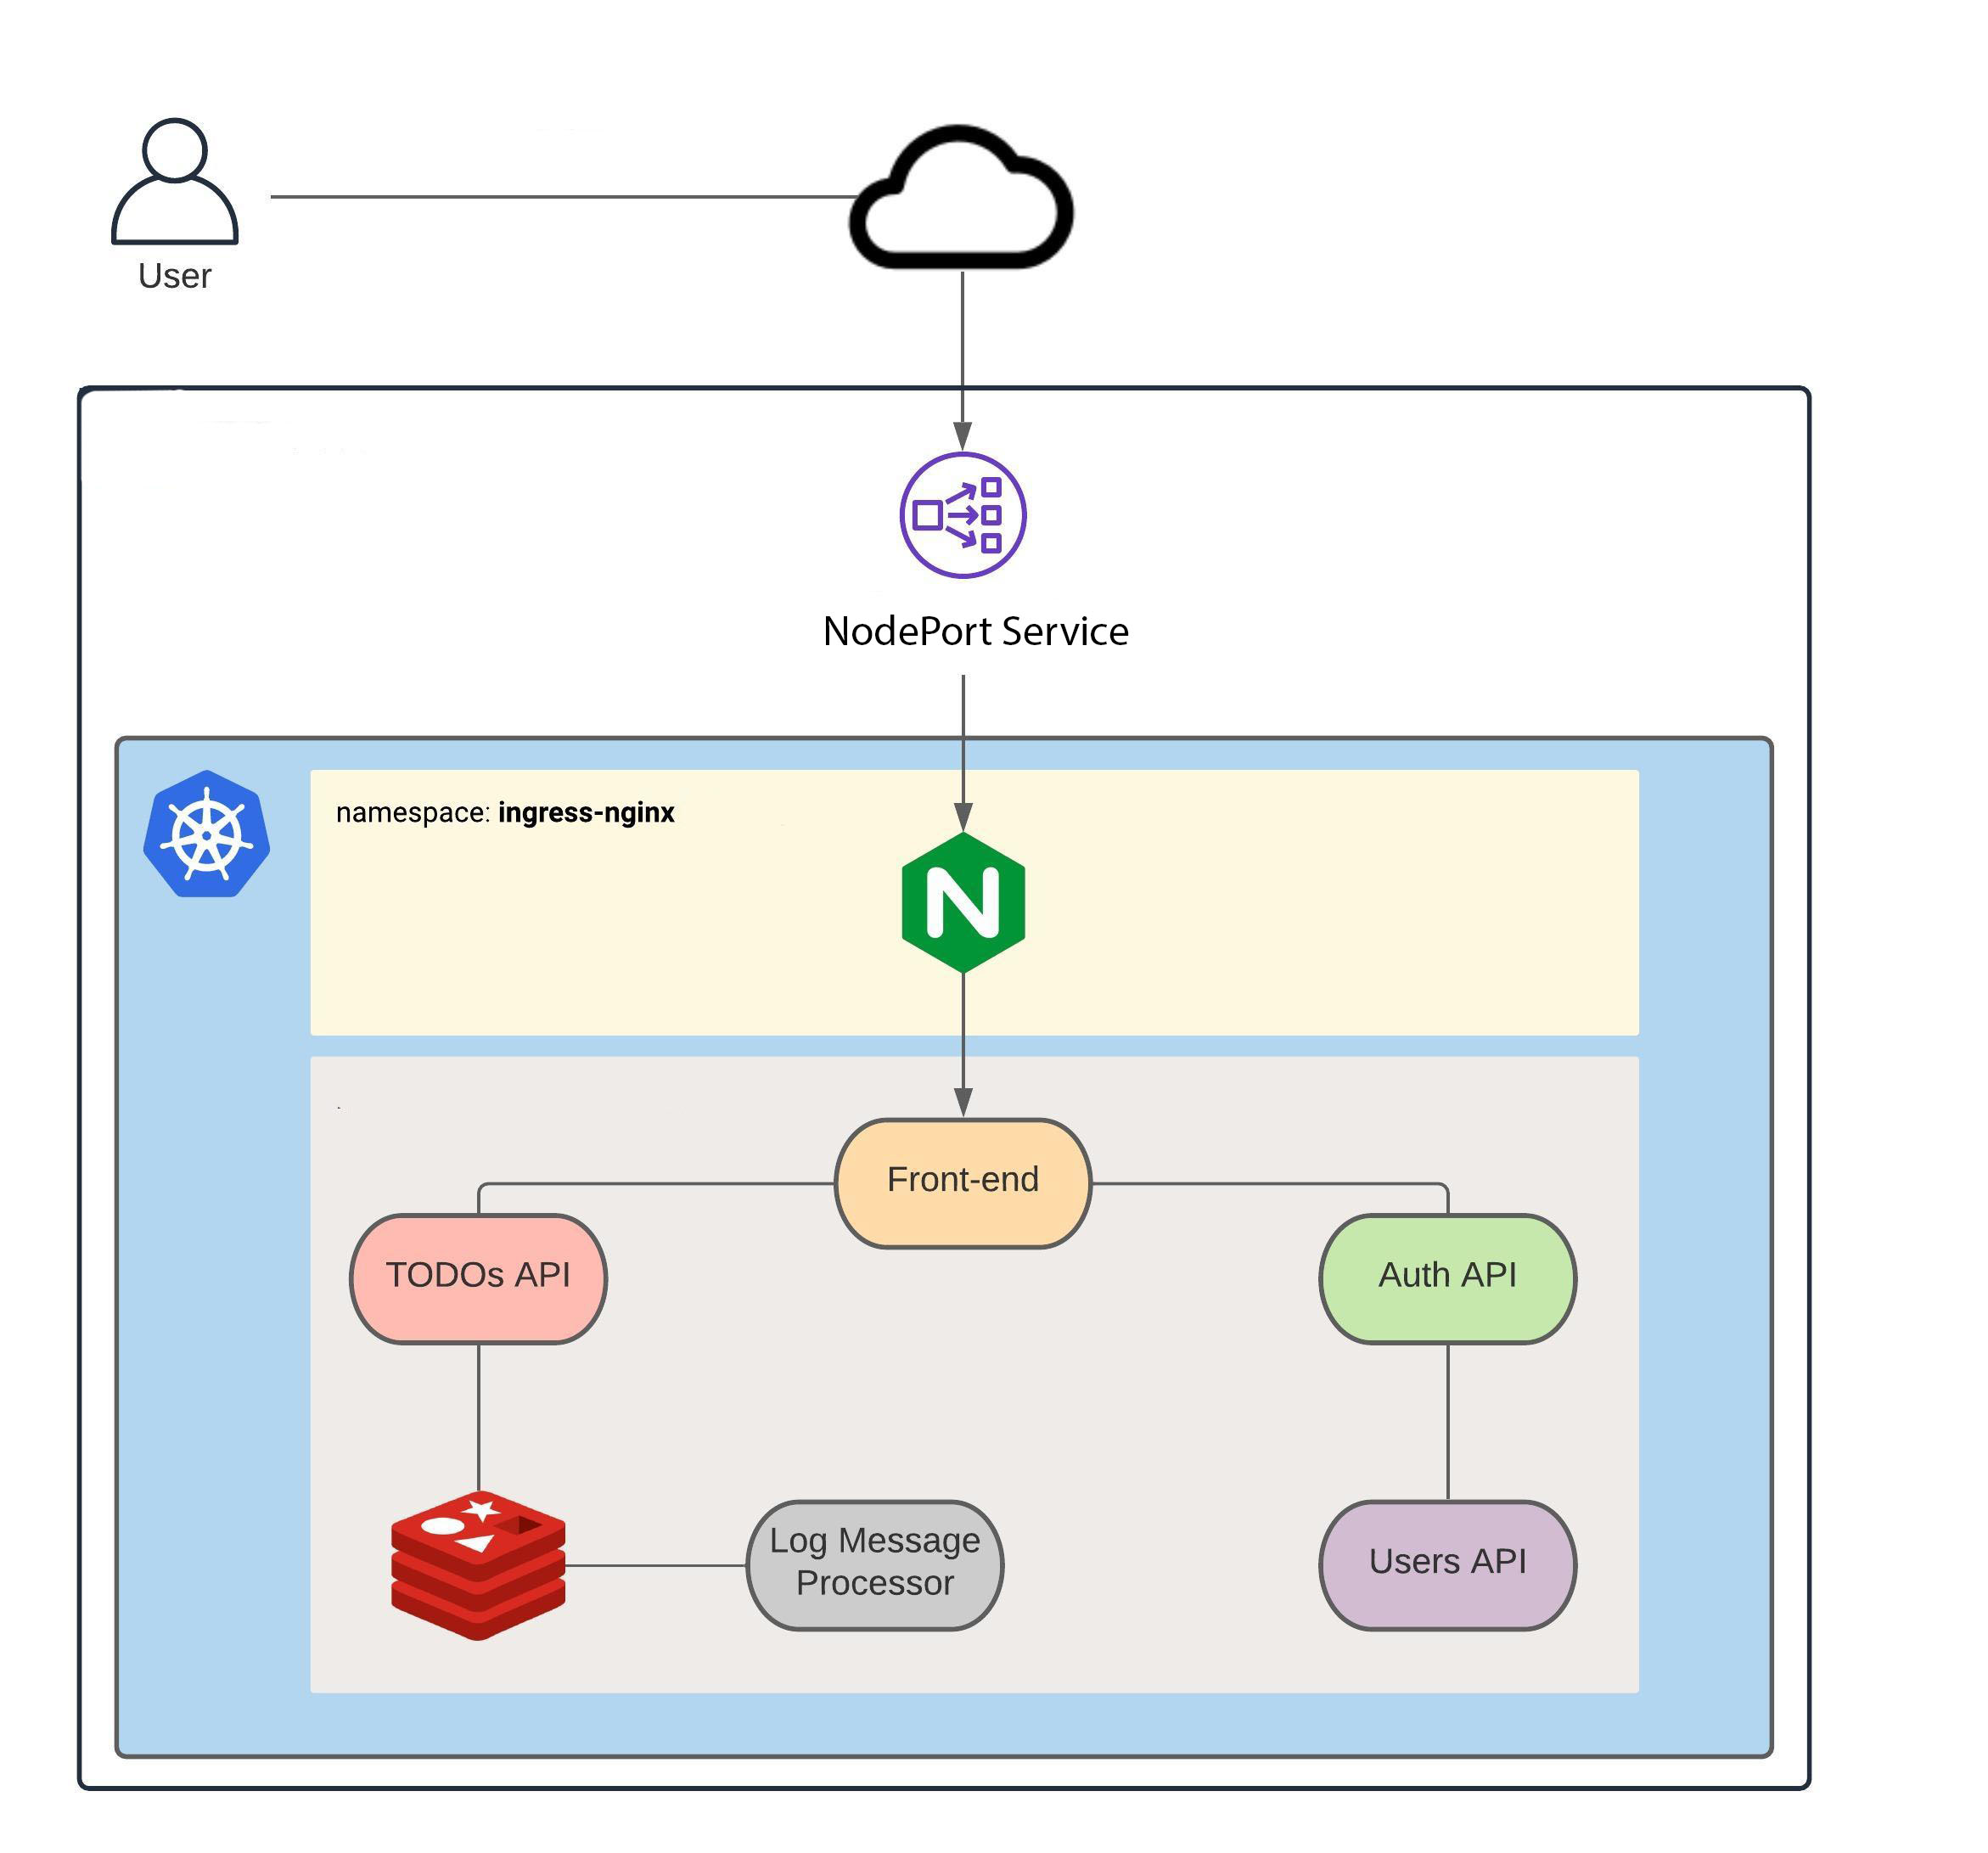 User
NodePort Service
namespace: ingress-nginx
Front-end
TODOs API
Auth API
Log Message
Processor
Users API